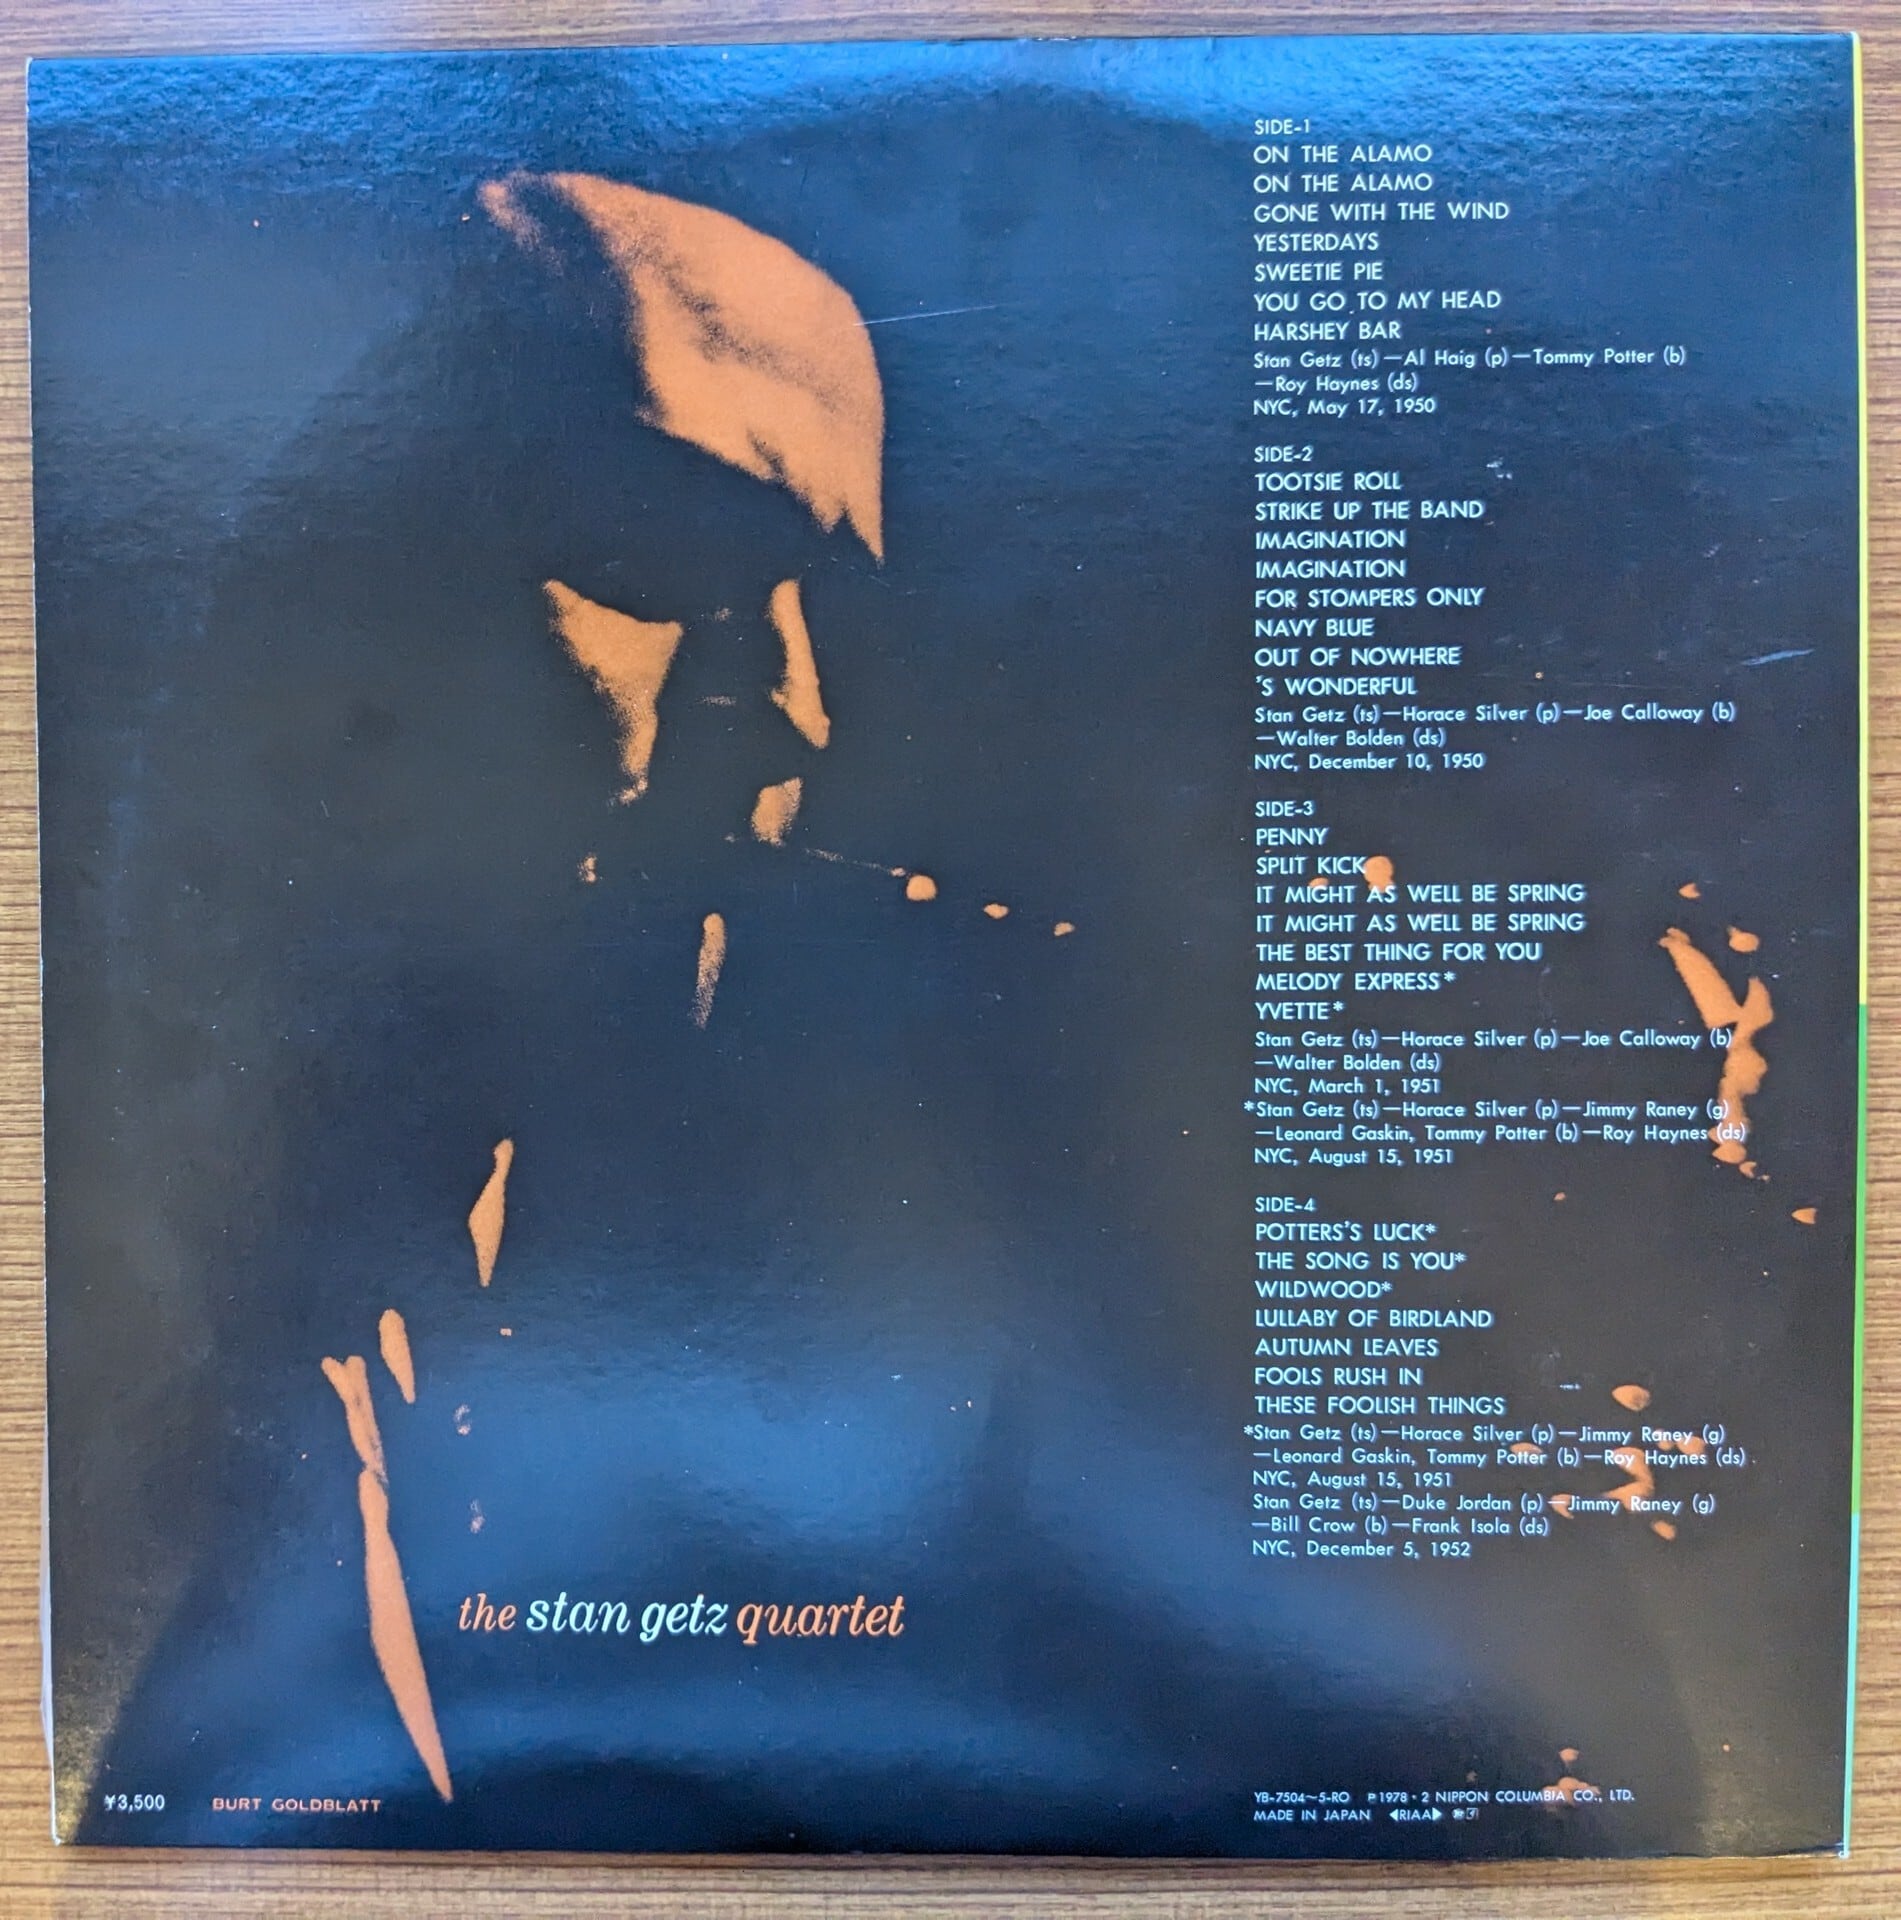 SIDE-1
ON THE ALAMO
ON THE ALAMO
GONE WITH THE WIND
YESTERDAYS
SWEETIE PIE
YOU GO TO MY HEAD
HARSHEY BAR
Stan Getz (ts)—Al Haig (p)—Tommy Potter (b)
—Roy Haynes (ds)
NYC, May 17, 1950
SIDE-2
TOOTSIE ROLL
STRIKE UP THE BAND
IMAGINATION
IMAGINATION
FOR STOMPERS ONLY
NAVY BLUE
OUT OF NOWHERE
'S WONDERFUL
Stan Getz (ts)—Horace Silver (p)—Joe Calloway (b)
—Walter Bolden (ds)
NYC, December 10, 1950
SIDE-3
PENNY
SPLIT KICK
IT MIGHT AS WELL BE SPRING
IT MIGHT AS WELL BE SPRING
THE BEST THING FOR YOU
MELODY EXPRESS*
YVETTE*
Stan Getz (ts)—Horace Silver (p)—Joe Calloway (b)
—Walter Bolden (ds)
NYC, March 1, 1951
*Stan Getz (ts)—Horace Silver (p)—Jimmy Raney (g)
—Leonard Gaskin, Tommy Potter (b)—Roy Haynes (ds)
NYC, August 15, 1951
SIDE-4
POTTERS'S LUCK*
THE SONG IS YOU*
WILDWOOD*
LULLABY OF BIRDLAND
AUTUMN LEAVES
FOOLS RUSH IN
THESE FOOLISH THINGS
*Stan Getz (ts)—Horace Silver (p)—Jimmy Raney (g)
—Leonard Gaskin, Tommy Potter (b)—Roy Haynes (ds)
NYC, August 15, 1951
Stan Getz (ts)—Duke Jordan (p)—Jimmy Raney (g)
—Bill Crow (b)—Frank Isola (ds)
NYC, December 5, 1952
the stan getz quartet
¥3,500 BURT GOLDBLATT
YB-7504~5-RO ℗1978・2 NIPPON COLUMBIA CO., LTD.
MADE IN JAPAN ◀RIAA▶